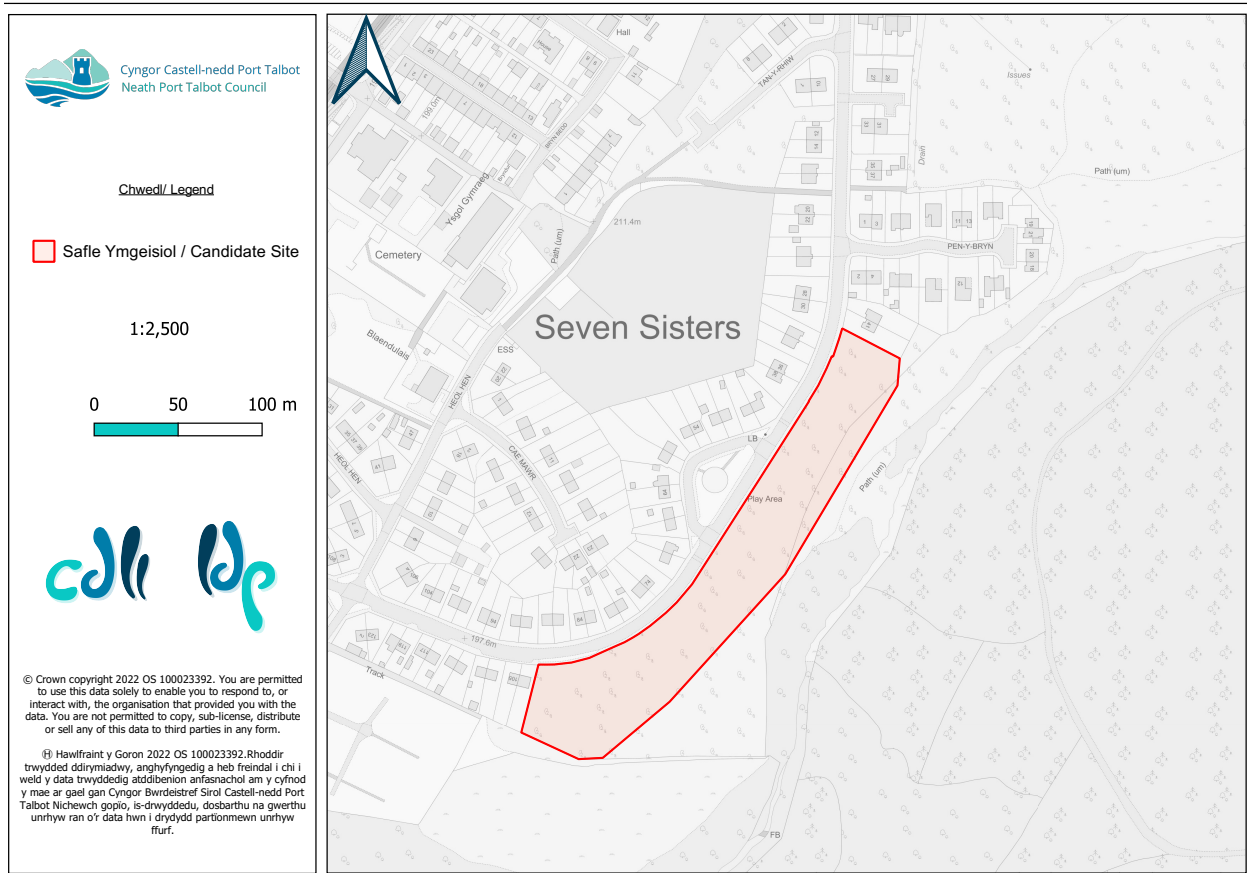 Cyngor Castell-nedd Port Talbot
Neath Port Talbot Council
Chwedl/ Legend
Safle Ymgeisiol / Candidate Site
1:2,500
0 50 100 m
cdll ldp
© Crown copyright 2022 OS 100023392. You are permitted
to use this data solely to enable you to respond to, or
interact with, the organisation that provided you with the
data. You are not permitted to copy, sub-license, distribute
or sell any of this data to third parties in any form.
Ⓗ Hawlfraint y Goron 2022 OS 100023392.Rhoddir
trwydded ddirymiadwy, anghyfyngedig a heb freindal i chi i
weld y data trwyddedig atddibenion anfasnachol am y cyfnod
y mae ar gael gan Cyngor Bwrdeistref Sirol Castell-nedd Port
Talbot Nichewch gopïo, is-drwyddedu, dosbarthu na gwerthu
unrhyw ran o'r data hwn i drydydd partïonmewn unrhyw
ffurf.
Hall
House
TAN-Y-RHIW
Issues
199.0m
BRYN BEDD
Drain
Path (um)
Ysgol Gymraeg
211.4m
Cemetery
Path (um)
PEN-Y-BRYN
Seven Sisters
Blaendulais
ESS
HEOL HEN
LB
CAE MAWR
HEOL HEN
Path (um)
Play Area
197.6m
Track
FB